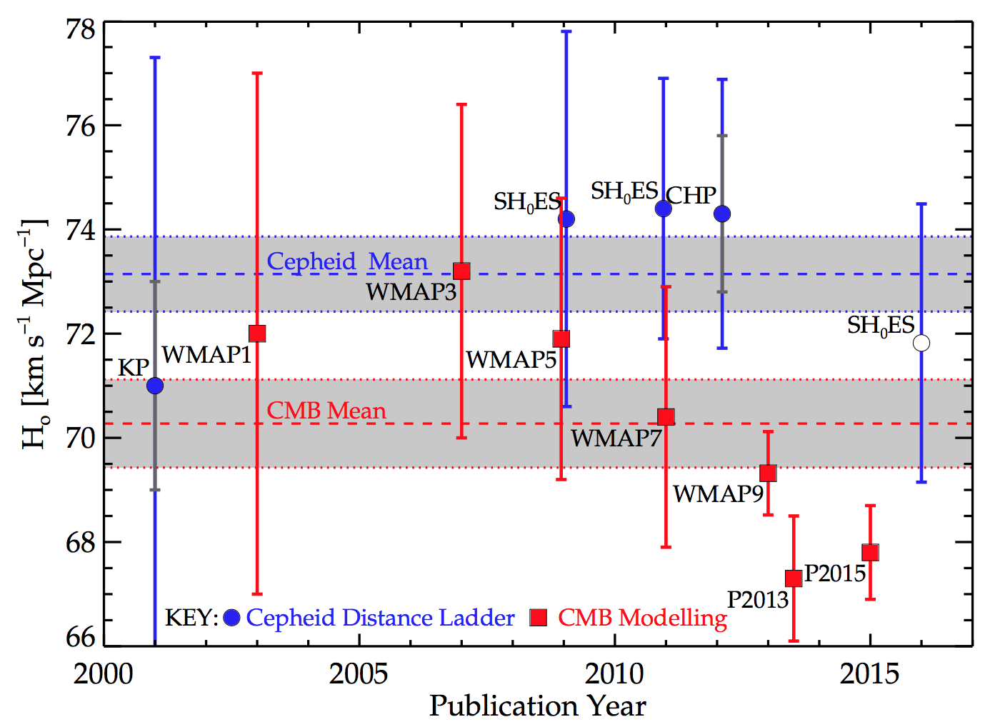 78
76
74
72
70
68
66
H₀ [km s⁻¹ Mpc⁻¹]
SH₀ES
SH₀ES
CHP
Cepheid Mean
WMAP3
SH₀ES
WMAP1
WMAP5
KP
CMB Mean
WMAP7
WMAP9
P2015
P2013
KEY: Cepheid Distance Ladder CMB Modelling
2000 2005 2010 2015
Publication Year